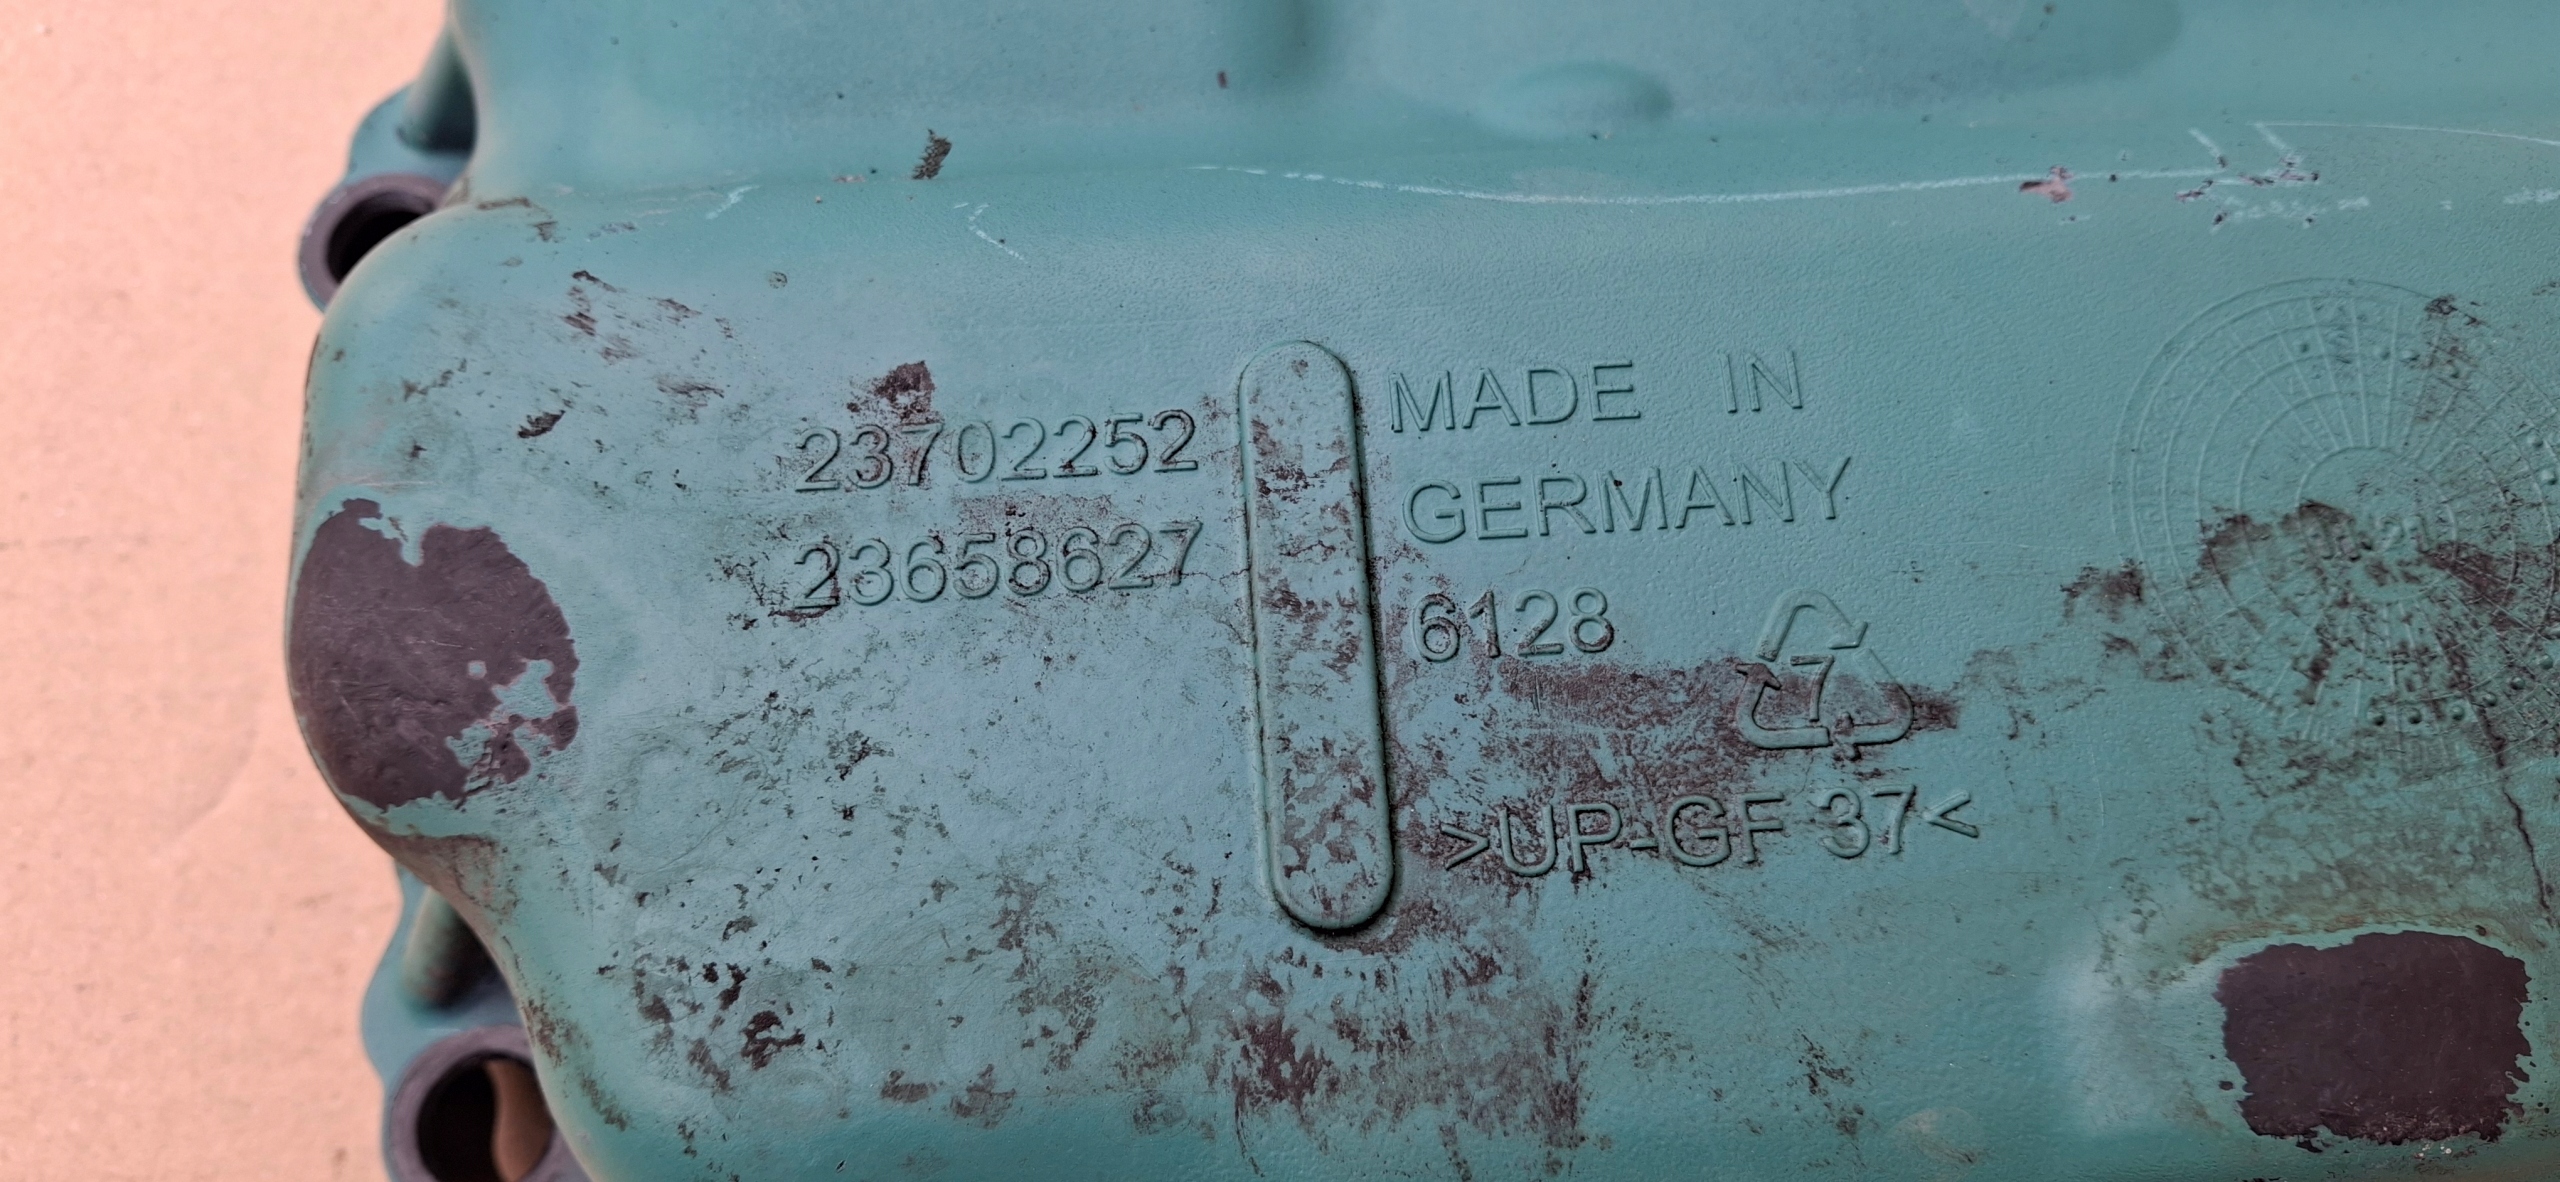 23702252
23658627
MADE IN
GERMANY
6128
7
>UP-GF 37<